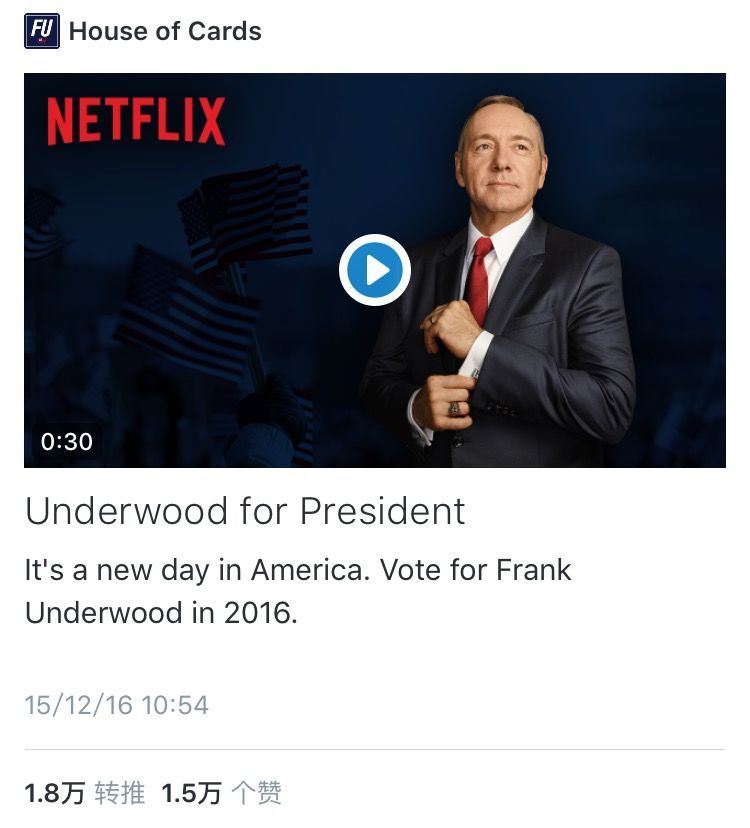 FU House of Cards
NETFLIX
0:30
Underwood for President
It's a new day in America. Vote for Frank
Underwood in 2016.
15/12/16 10:54
1.8万 转推 1.5万 个赞